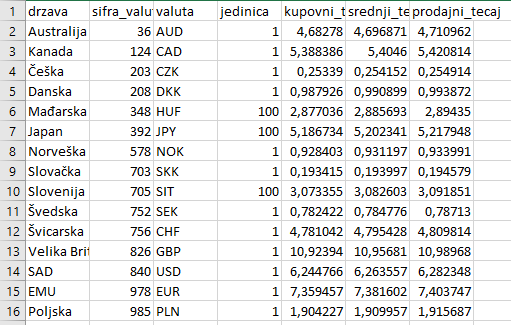 1 drzava sifra_valut valuta jedinica kupovni_t srednji_te prodajni_tecaj
2 Australija 36 AUD 1 4,68278 4,696871 4,710962
3 Kanada 124 CAD 1 5,388386 5,4046 5,420814
4 Češka 203 CZK 1 0,25339 0,254152 0,254914
5 Danska 208 DKK 1 0,987926 0,990899 0,993872
6 Mađarska 348 HUF 100 2,877036 2,885693 2,89435
7 Japan 392 JPY 100 5,186734 5,202341 5,217948
8 Norveška 578 NOK 1 0,928403 0,931197 0,933991
9 Slovačka 703 SKK 1 0,193415 0,193997 0,194579
10 Slovenija 705 SIT 100 3,073355 3,082603 3,091851
11 Švedska 752 SEK 1 0,782422 0,784776 0,78713
12 Švicarska 756 CHF 1 4,781042 4,795428 4,809814
13 Velika Brit 826 GBP 1 10,92394 10,95681 10,98968
14 SAD 840 USD 1 6,244766 6,263557 6,282348
15 EMU 978 EUR 1 7,359457 7,381602 7,403747
16 Poljska 985 PLN 1 1,904227 1,909957 1,915687